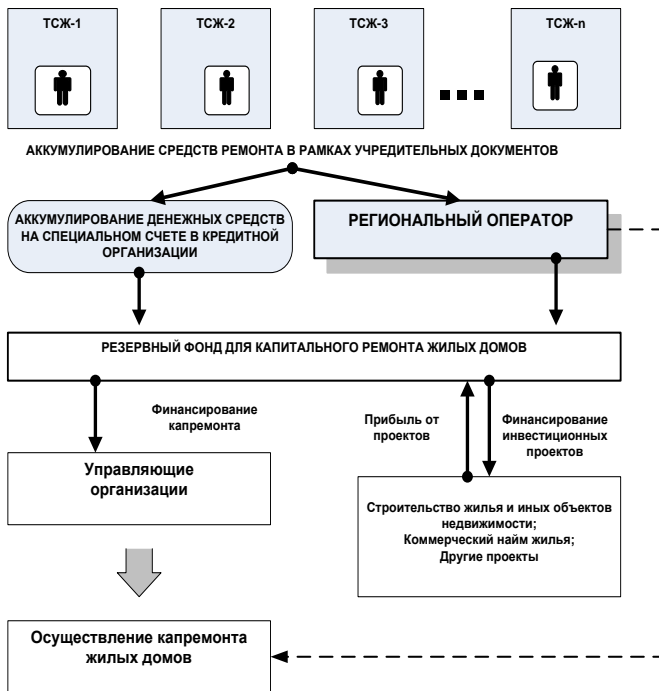 ТСЖ-1
ТСЖ-2
ТСЖ-3
ТСЖ-n
АККУМУЛИРОВАНИЕ СРЕДСТВ РЕМОНТА В РАМКАХ УЧРЕДИТЕЛЬНЫХ ДОКУМЕНТОВ
АККУМУЛИРОВАНИЕ ДЕНЕЖНЫХ СРЕДСТВ
НА СПЕЦИАЛЬНОМ СЧЕТЕ В КРЕДИТНОЙ
ОРГАНИЗАЦИИ
РЕГИОНАЛЬНЫЙ ОПЕРАТОР
РЕЗЕРВНЫЙ ФОНД ДЛЯ КАПИТАЛЬНОГО РЕМОНТА ЖИЛЫХ ДОМОВ
Финансирование
капремонта
Прибыль от
проектов
Финансирование
инвестиционных
проектов
Управляющие
организации
Строительство жилья и иных объектов
недвижимости;
Коммерческий найм жилья;
Другие проекты
Осуществление капремонта
жилых домов